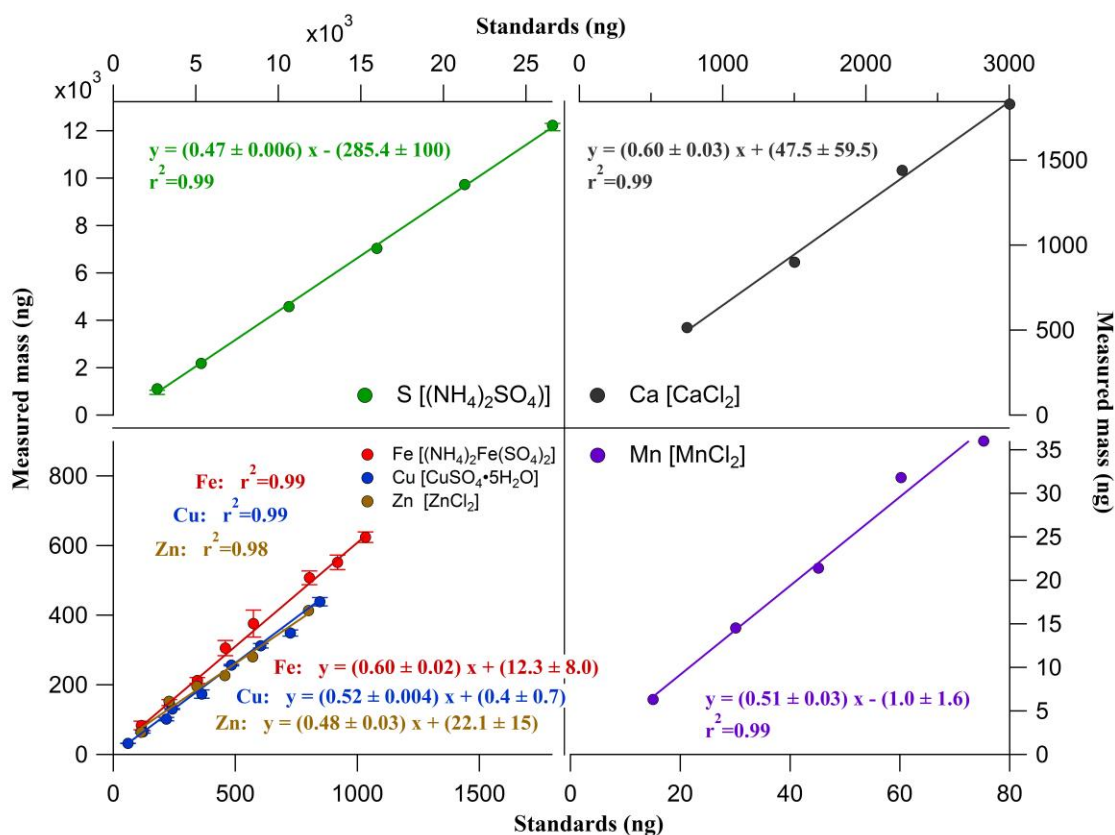 Standards (ng)
x10³
0 5 10 15 20 25
0 1000 2000 3000
x10³
12
10
8
6
4
2
0
Measured mass (ng)
y = (0.47 ± 0.006) x - (285.4 ± 100)
r²=0.99
S [(NH₄)₂SO₄)]
y = (0.60 ± 0.03) x + (47.5 ± 59.5)
r²=0.99
Ca [CaCl₂]
1500
1000
500
0
Measured mass (ng)
800
600
400
200
0
Fe: r²=0.99
Cu: r²=0.99
Zn: r²=0.98
Fe [(NH₄)₂Fe(SO₄)₂]
Cu [CuSO₄•5H₂O]
Zn [ZnCl₂]
Fe: y = (0.60 ± 0.02) x + (12.3 ± 8.0)
Cu: y = (0.52 ± 0.004) x + (0.4 ± 0.7)
Zn: y = (0.48 ± 0.03) x + (22.1 ± 15)
Mn [MnCl₂]
y = (0.51 ± 0.03) x - (1.0 ± 1.6)
r²=0.99
35
30
25
20
15
10
5
0
0 500 1000 1500
0 20 40 60 80
Standards (ng)